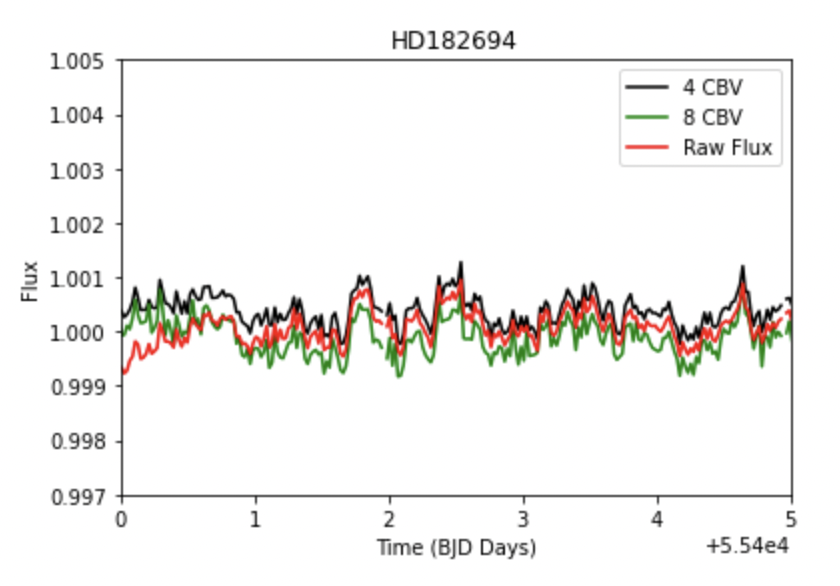 HD182694
1.005
1.004
1.003
1.002
1.001
1.000
0.999
0.998
0.997
Flux
4 CBV
8 CBV
Raw Flux
0 1 2 3 4 5
Time (BJD Days)
+5.54e4